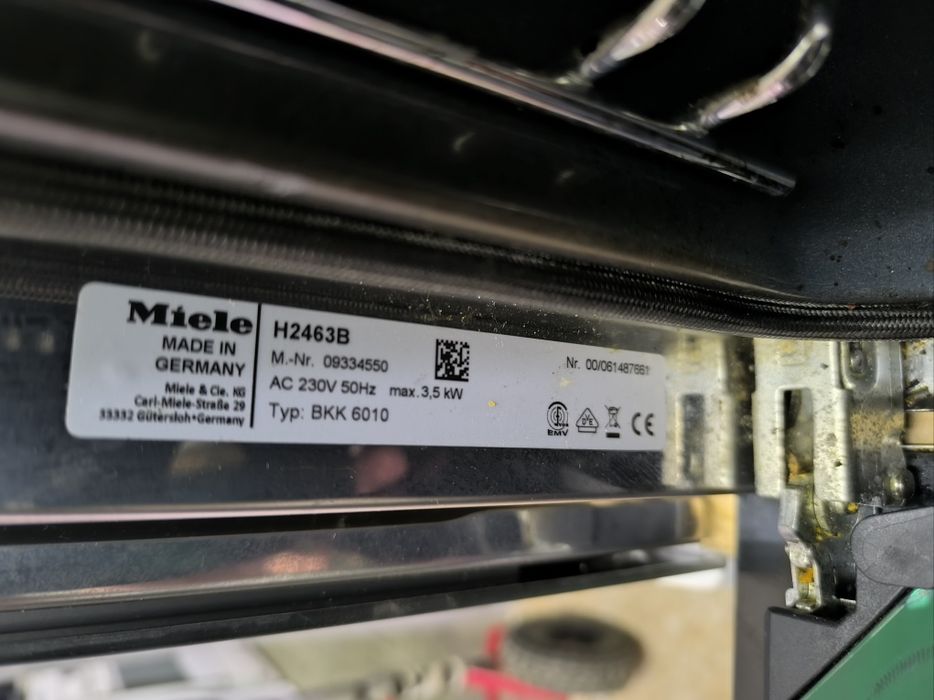 Miele
MADE IN
GERMANY
Miele & Cie. KG
Carl-Miele-Straße 29
33332 Gütersloh•Germany
H2463B
M.-Nr. 09334550
AC 230V 50Hz max. 3,5 kW
Typ: BKK 6010
Nr. 00/061487661
EMV
DVE
CE